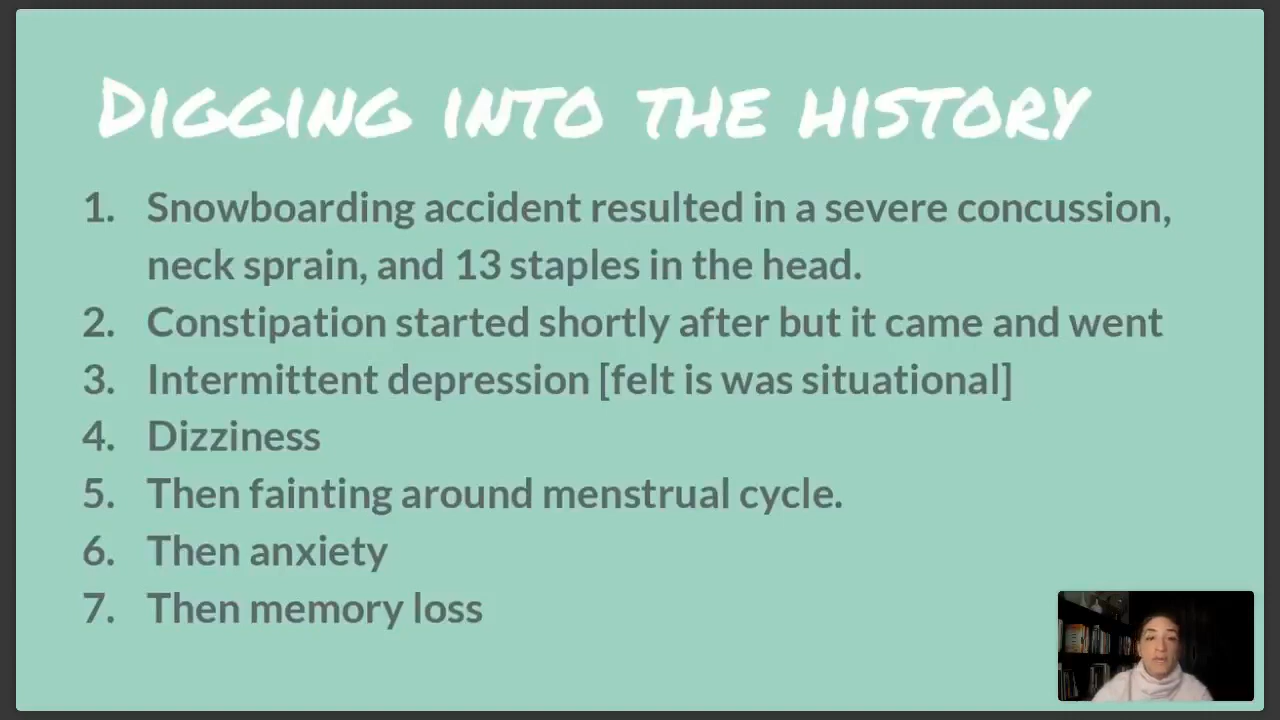 DIGGING INTO THE HISTORY
1. Snowboarding accident resulted in a severe concussion,
neck sprain, and 13 staples in the head.
2. Constipation started shortly after but it came and went
3. Intermittent depression [felt is was situational]
4. Dizziness
5. Then fainting around menstrual cycle.
6. Then anxiety
7. Then memory loss